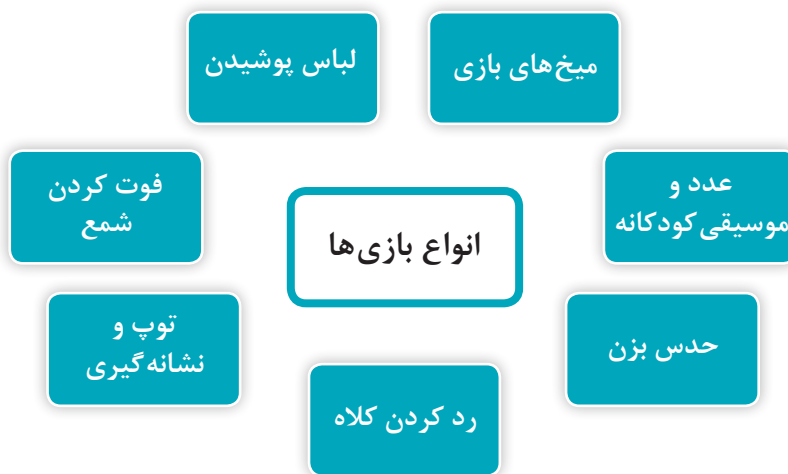 میخ‌های بازی
لباس پوشیدن
عدد و
موسیقی کودکانه
فوت کردن
شمع
انواع بازی‌ها
حدس بزن
توپ و
نشانه‌گیری
رد کردن کلاه